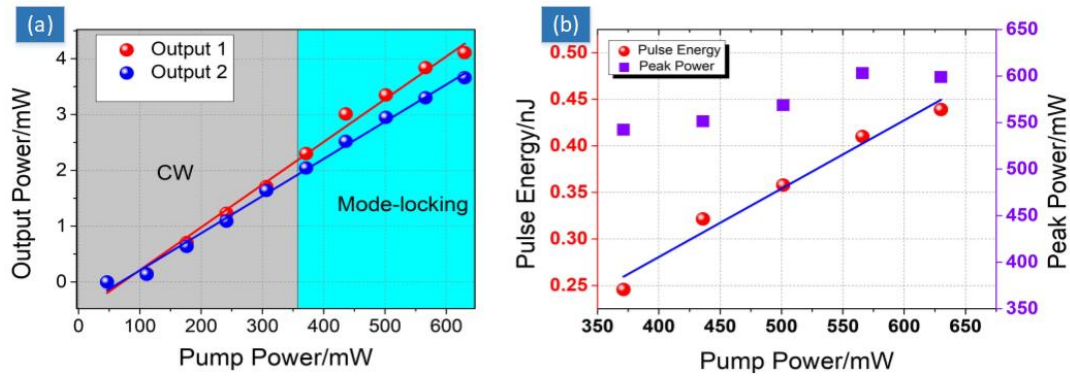 (a)
Output 1
Output 2
CW
Mode-locking
Output Power/mW
4
3
2
1
0
0 100 200 300 400 500 600
Pump Power/mW
(b)
Pulse Energy
Peak Power
Pulse Energy/nJ
0.50
0.45
0.40
0.35
0.30
0.25
350 400 450 500 550 600 650
Pump Power/mW
650
600
550
500
450
400
350
Peak Power/mW